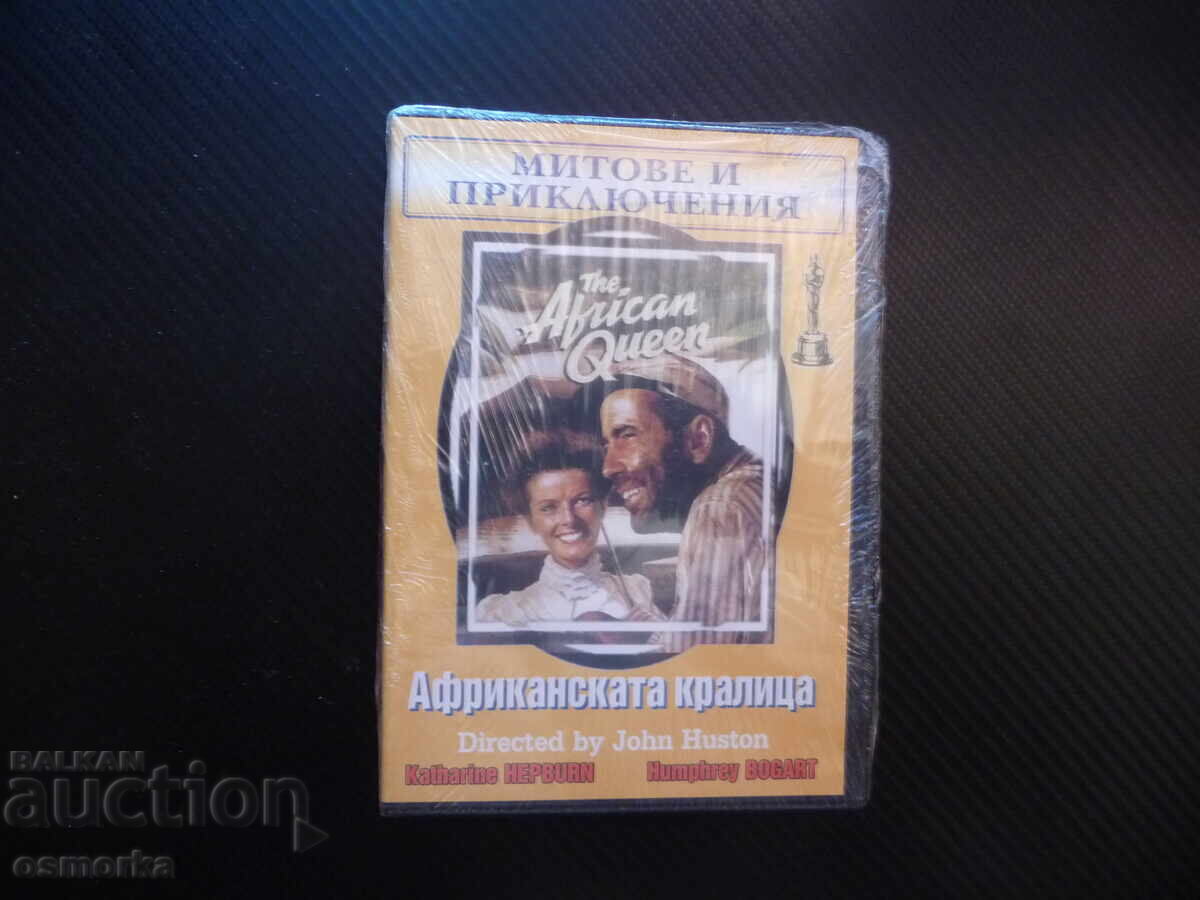 МИТОВЕ И
ПРИКЛЮЧЕНИЯ
The
African
Queen
Африканската кралица
Directed by John Huston
Katharine HEPBURN Humphrey BOGART
BALKAN
auction
osmorka